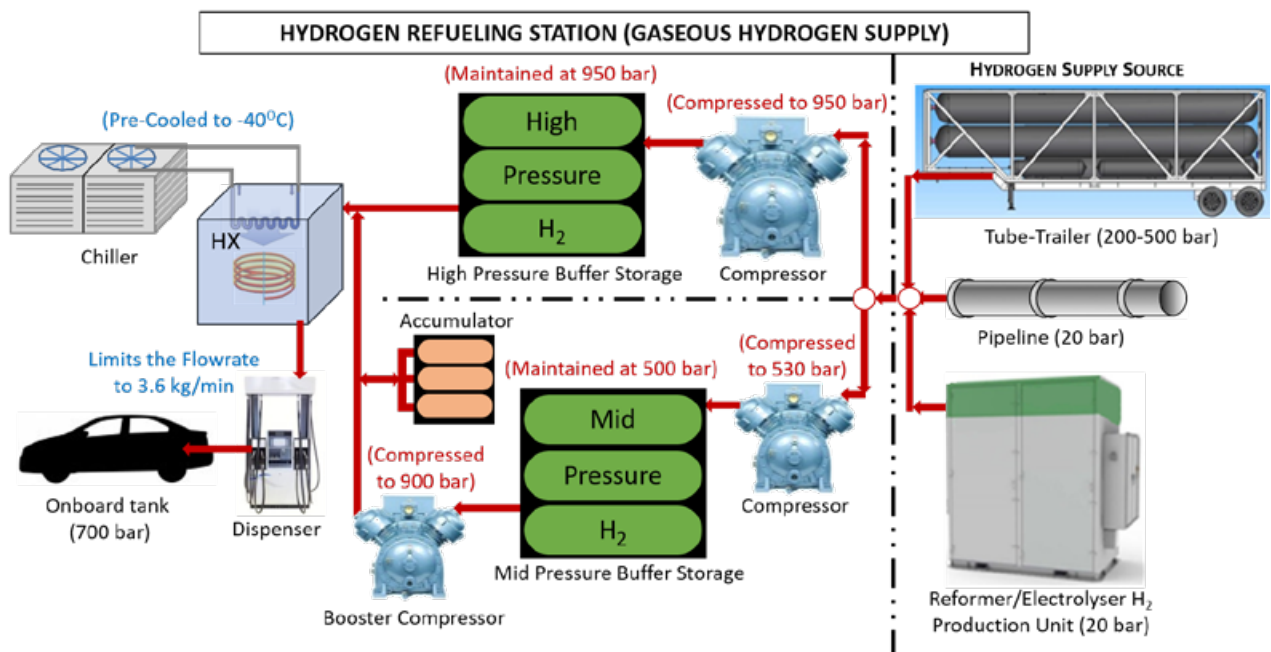 HYDROGEN REFUELING STATION (GASEOUS HYDROGEN SUPPLY)
(Maintained at 950 bar)
HYDROGEN SUPPLY SOURCE
(Compressed to 950 bar)
(Pre-Cooled to -40⁰C)
High
Pressure
H₂
HX
Chiller
High Pressure Buffer Storage
Compressor
Tube-Trailer (200-500 bar)
Accumulator
Pipeline (20 bar)
Limits the Flowrate
to 3.6 kg/min
(Maintained at 500 bar)
(Compressed
to 530 bar)
Mid
Pressure
H₂
(Compressed
to 900 bar)
Onboard tank
(700 bar)
Dispenser
Compressor
Mid Pressure Buffer Storage
Booster Compressor
Reformer/Electrolyser H₂
Production Unit (20 bar)